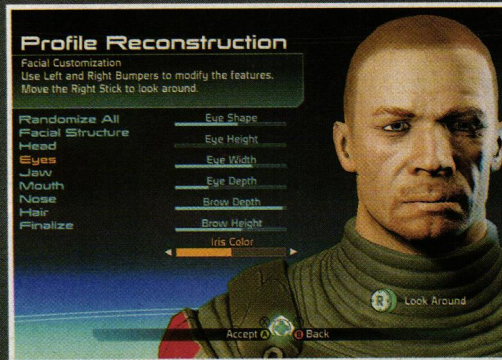 Profile Reconstruction
Facial Customization
Use Left and Right Bumpers to modify the features.
Move the Right Stick to look around.
Randomize All
Facial Structure
Head
Eyes
Jaw
Mouth
Nose
Hair
Finalize
Eye Shape
Eye Height
Eye Width
Eye Depth
Brow Depth
Brow Height
Iris Color
R Look Around
Accept A B Back